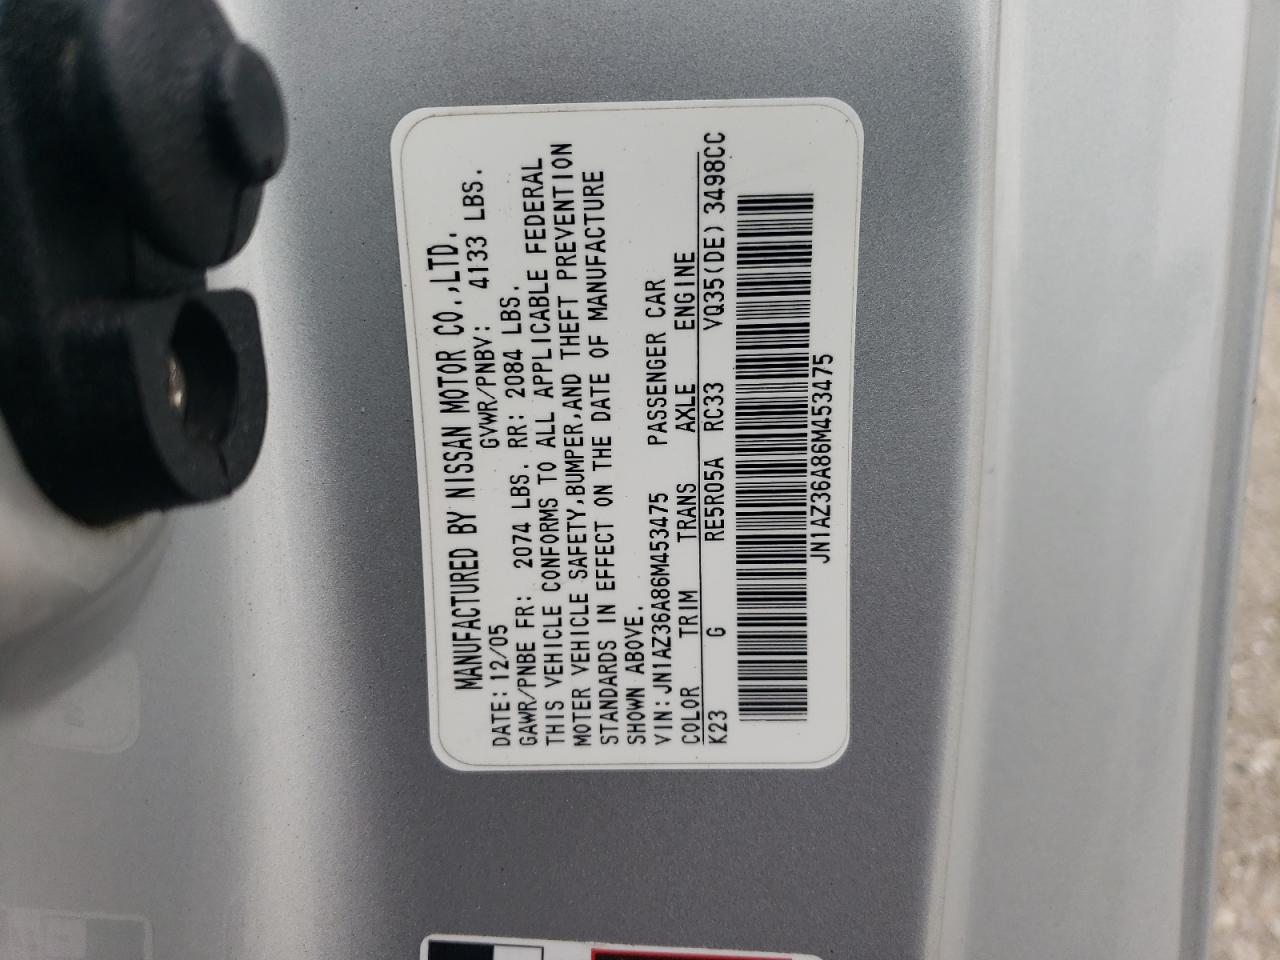 MANUFACTURED BY NISSAN MOTOR CO.,LTD.
DATE:12/05 GVWR/PNBV: 4133 LBS.
GAWR/PNBE FR: 2074 LBS. RR: 2084 LBS.
THIS VEHICLE CONFORMS TO ALL APPLICABLE FEDERAL
MOTOR VEHICLE SAFETY,BUMPER,AND THEFT PREVENTION
STANDARDS IN EFFECT ON THE DATE OF MANUFACTURE
SHOWN ABOVE.
VIN:JN1AZ36A86M453475 PASSENGER CAR
COLOR TRIM TRANS AXLE ENGINE
K23 G RE5R05A RC33 VQ35(DE) 3498CC
JN1AZ36A86M453475